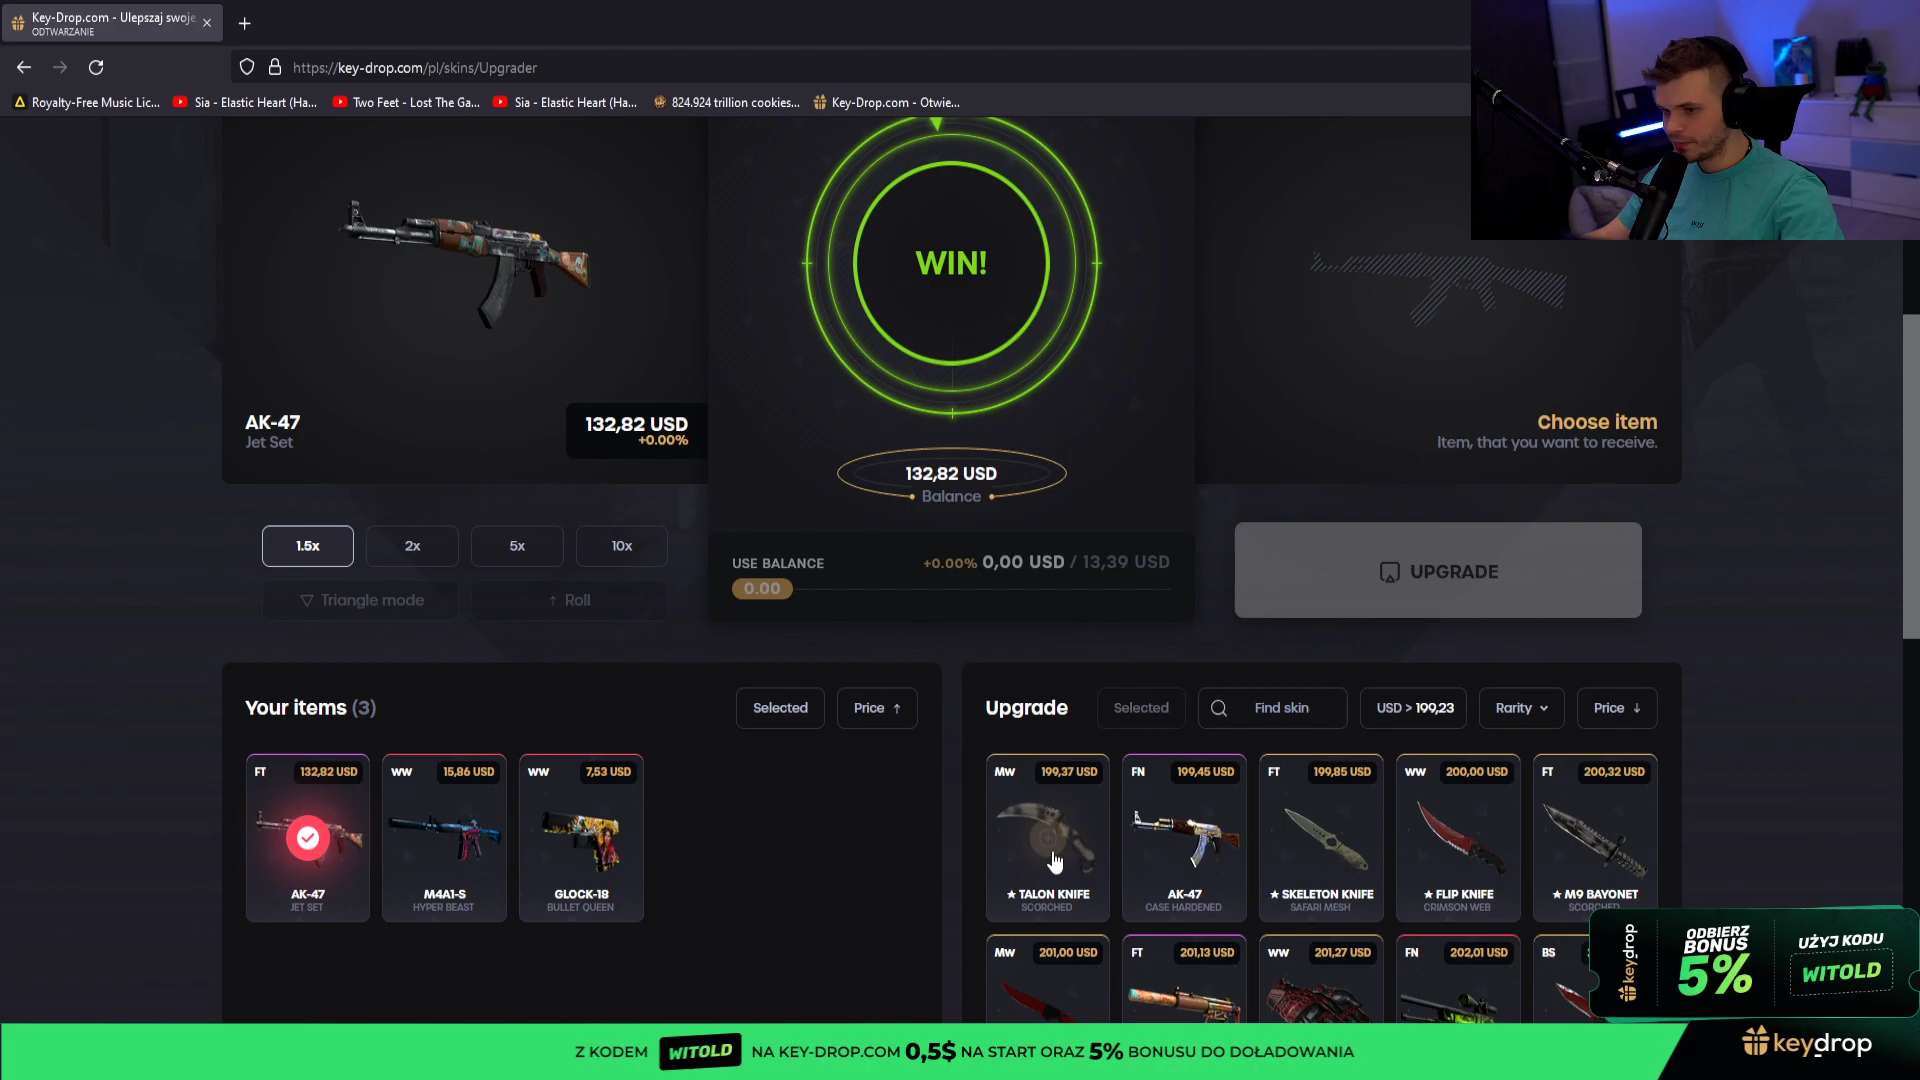 Key-Drop.com - Ulepszaj swoje
ODTWARZANIE
https://key-drop.com/pl/skins/Upgrader
Royalty-Free Music Lic...
Sia - Elastic Heart (Ha...
Two Feet - Lost The Ga...
Sia - Elastic Heart (Ha...
824.924 trillion cookies...
Key-Drop.com - Otwie...
WIN!
AK-47
Jet Set
132,82 USD
+0.00%
132,82 USD
Balance
Choose item
Item, that you want to receive.
1.5x
2x
5x
10x
Triangle mode
Roll
USE BALANCE
+0.00% 0,00 USD / 13,39 USD
0.00
UPGRADE
Your items (3)
Selected
Price
FT 132,82 USD
AK-47
JET SET
WW 15,86 USD
M4A1-S
HYPER BEAST
WW 7,53 USD
GLOCK-18
BULLET QUEEN
Upgrade
Selected
Find skin
USD > 199,23
Rarity
Price
MW 199,37 USD
★ TALON KNIFE
SCORCHED
FN 199,45 USD
AK-47
CASE HARDENED
FT 199,85 USD
★ SKELETON KNIFE
SAFARI MESH
WW 200,00 USD
★ FLIP KNIFE
CRIMSON WEB
FT 200,32 USD
★ M9 BAYONET
SCORCHED
MW 201,00 USD
FT 201,13 USD
WW 201,27 USD
FN 202,01 USD
BS
keydrop
ODBIERZ
BONUS
5%
UŻYJ KODU
WITOLD
Z KODEM WITOLD NA KEY-DROP.COM 0,5$ NA START ORAZ 5% BONUSU DO DOŁADOWANIA
keydrop